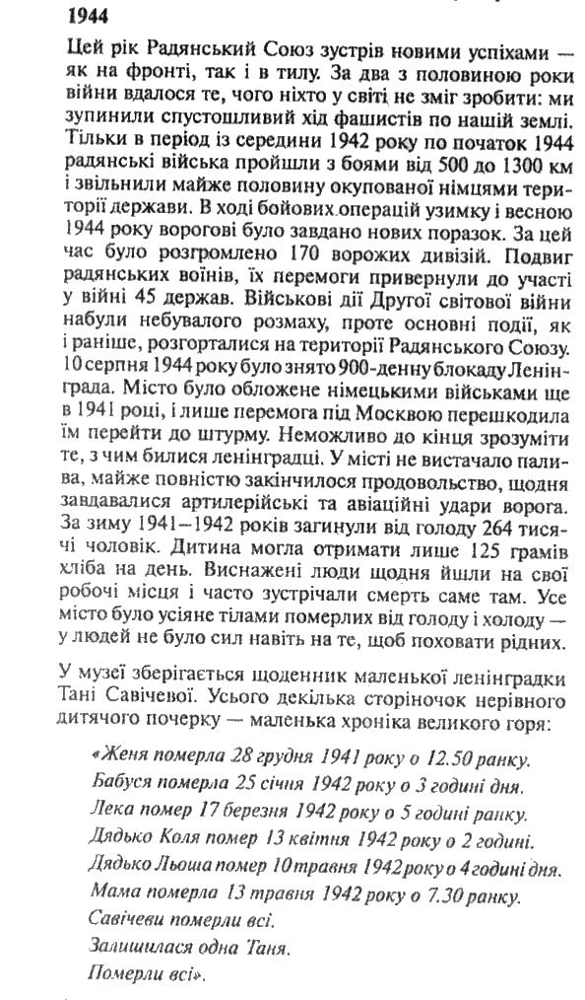 1944
Цей рік Радянський Союз зустрів новими успіхами —
як на фронті, так і в тилу. За два з половиною роки
війни вдалося те, чого ніхто у світі не зміг зробити: ми
зупинили спустошливий хід фашистів по нашій землі.
Тільки в період із середини 1942 року по початок 1944
радянські війська пройшли з боями від 500 до 1300 км
і звільнили майже половину окупованої німцями тери-
торії держави. В ході бойових операцій узимку і весною
1944 року ворогові було завдано нових поразок. За цей
час було розгромлено 170 ворожих дивізій. Подвиг
радянських воїнів, їх перемоги привернули до участі
у війні 45 держав. Військові дії Другої світової війни
набули небувалого розмаху, проте основні події, як
і раніше, розгорталися на території Радянського Союзу.
10 серпня 1944 року було знято 900-денну блокаду Ленін-
града. Місто було обложене німецькими військами ще
в 1941 році, і лише перемога під Москвою перешкодила
їм перейти до штурму. Неможливо до кінця зрозуміти
те, з чим билися ленінградці. У місті не вистачало пали-
ва, майже повністю закінчилося продовольство, щодня
завдавалися артилерійські та авіаційні удари ворога.
За зиму 1941—1942 років загинули від голоду 264 тися-
чі чоловік. Дитина могла отримати лише 125 грамів
хліба на день. Виснажені люди щодня йшли на свої
робочі місця і часто зустрічали смерть саме там. Усе
місто було усіяне тілами померлих від голоду і холоду —
у людей не було сил навіть на те, щоб поховати рідних.
У музеї зберігається щоденник маленької ленінградки
Тані Савічевої. Усього декілька сторіночок нерівного
дитячого почерку — маленька хроніка великого горя:
«Женя померла 28 грудня 1941 року о 12.50 ранку.
Бабуся померла 25 січня 1942 року о 3 годині дня.
Лека помер 17 березня 1942 року о 5 годині ранку.
Дядько Коля помер 13 квітня 1942 року о 2 годині.
Дядько Льоша помер 10 травня 1942 року о 4 годині дня.
Мама померла 13 травня 1942 року о 7.30 ранку.
Савічеви померли всі.
Залишилася одна Таня.
Померли всі».